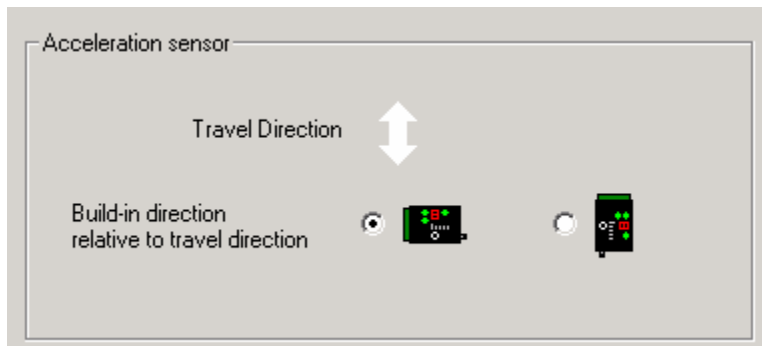 Acceleration sensor
Travel Direction
Build-in direction
relative to travel direction